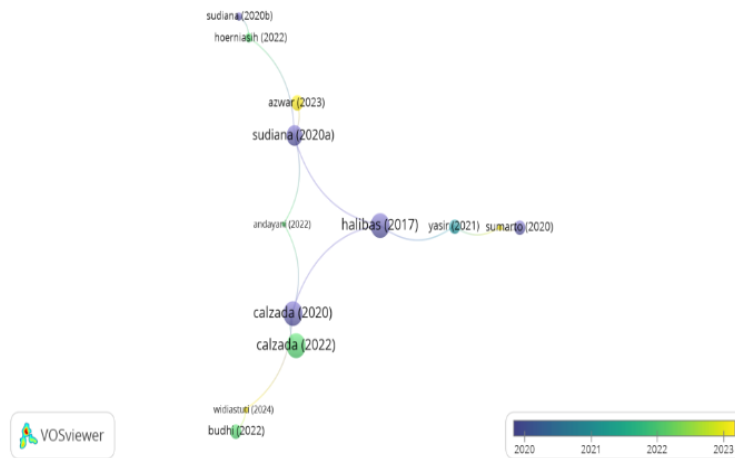 sudiana (2020b)
hoerniasih (2022)
azwar (2023)
sudiana (2020a)
andayani (2022)
halibas (2017)
yasir (2021)
sumarto (2020)
calzada (2020)
calzada (2022)
widiastuti (2024)
budhi (2022)
VOSviewer
2020 2021 2022 2023